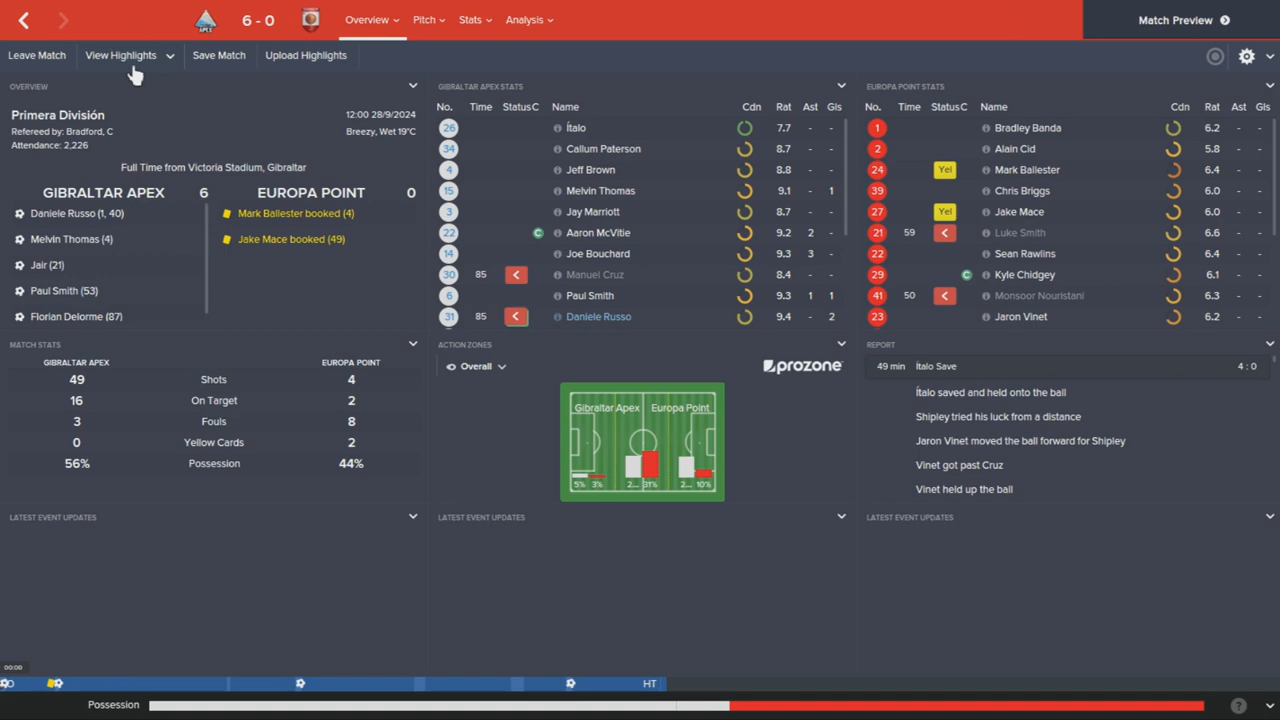 APEX
6 - 0
Overview
Pitch
Stats
Analysis
Match Preview
Leave Match
View Highlights
Save Match
Upload Highlights
OVERVIEW
Primera División
12:00 28/9/2024
Refereed by: Bradford, C
Breezy, Wet 19°C
Attendance: 2,226
Full Time from Victoria Stadium, Gibraltar
GIBRALTAR APEX 6 EUROPA POINT 0
Daniele Russo (1, 40)
Mark Ballester booked (4)
Melvin Thomas (4)
Jake Mace booked (49)
Jair (21)
Paul Smith (53)
Florian Delorme (87)
GIBRALTAR APEX STATS
No. Time Status C Name Cdn Rat Ast Gls
26 Ítalo 7.7 - -
34 Callum Paterson 8.7 - -
4 Jeff Brown 8.8 - -
15 Melvin Thomas 9.1 - 1
3 Jay Marriott 8.7 - -
22 C Aaron McVitie 9.2 2 -
14 Joe Bouchard 9.3 3 -
30 85 Manuel Cruz 8.4 - -
6 Paul Smith 9.3 1 1
31 85 Daniele Russo 9.4 - 2
EUROPA POINT STATS
No. Time Status C Name Cdn Rat Ast Gls
1 Bradley Banda 6.2 - -
2 Alain Cid 5.8 - -
24 Yel Mark Ballester 6.4 - -
39 Chris Briggs 6.0 - -
27 Yel Jake Mace 6.0 - -
21 59 Luke Smith 6.6 - -
22 Sean Rawlins 6.4 - -
29 C Kyle Chidgey 6.1 - -
41 50 Monsoor Nouristani 6.3 - -
23 Jaron Vinet 6.2 - -
MATCH STATS
GIBRALTAR APEX EUROPA POINT
49 Shots 4
16 On Target 2
3 Fouls 8
0 Yellow Cards 2
56% Possession 44%
ACTION ZONES
Overall
prozone
Gibraltar Apex Europa Point
5% 3% 2... 31% 2... 10%
REPORT
49 min Ítalo Save 4 : 0
Ítalo saved and held onto the ball
Shipley tried his luck from a distance
Jaron Vinet moved the ball forward for Shipley
Vinet got past Cruz
Vinet held up the ball
LATEST EVENT UPDATES
LATEST EVENT UPDATES
LATEST EVENT UPDATES
00:00
HT
Possession